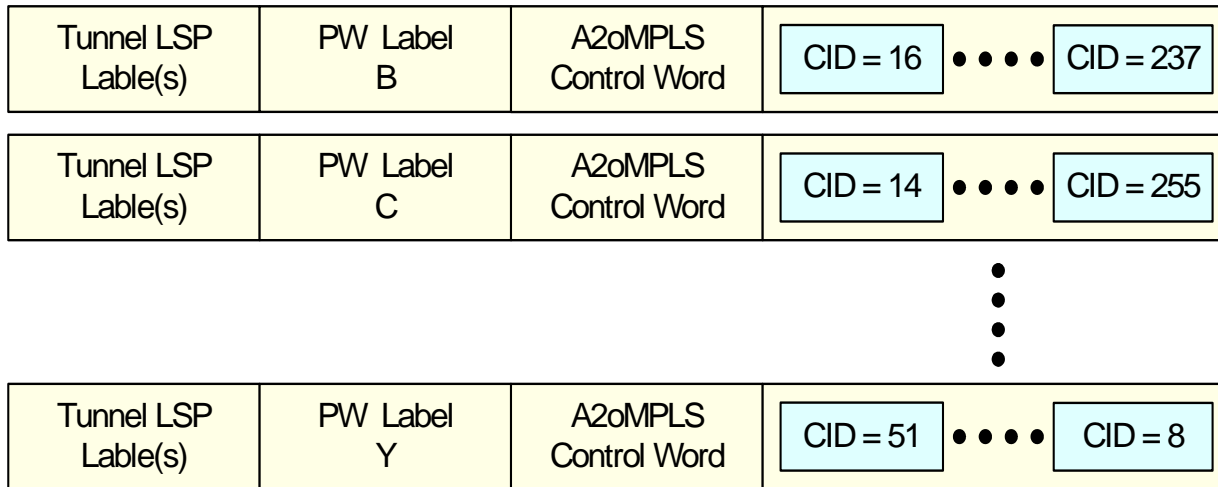 Tunnel LSP
Lable(s)
PW Label
B
A2oMPLS
Control Word
CID = 16
CID = 237
Tunnel LSP
Lable(s)
PW Label
C
A2oMPLS
Control Word
CID = 14
CID = 255
Tunnel LSP
Lable(s)
PW Label
Y
A2oMPLS
Control Word
CID = 51
CID = 8